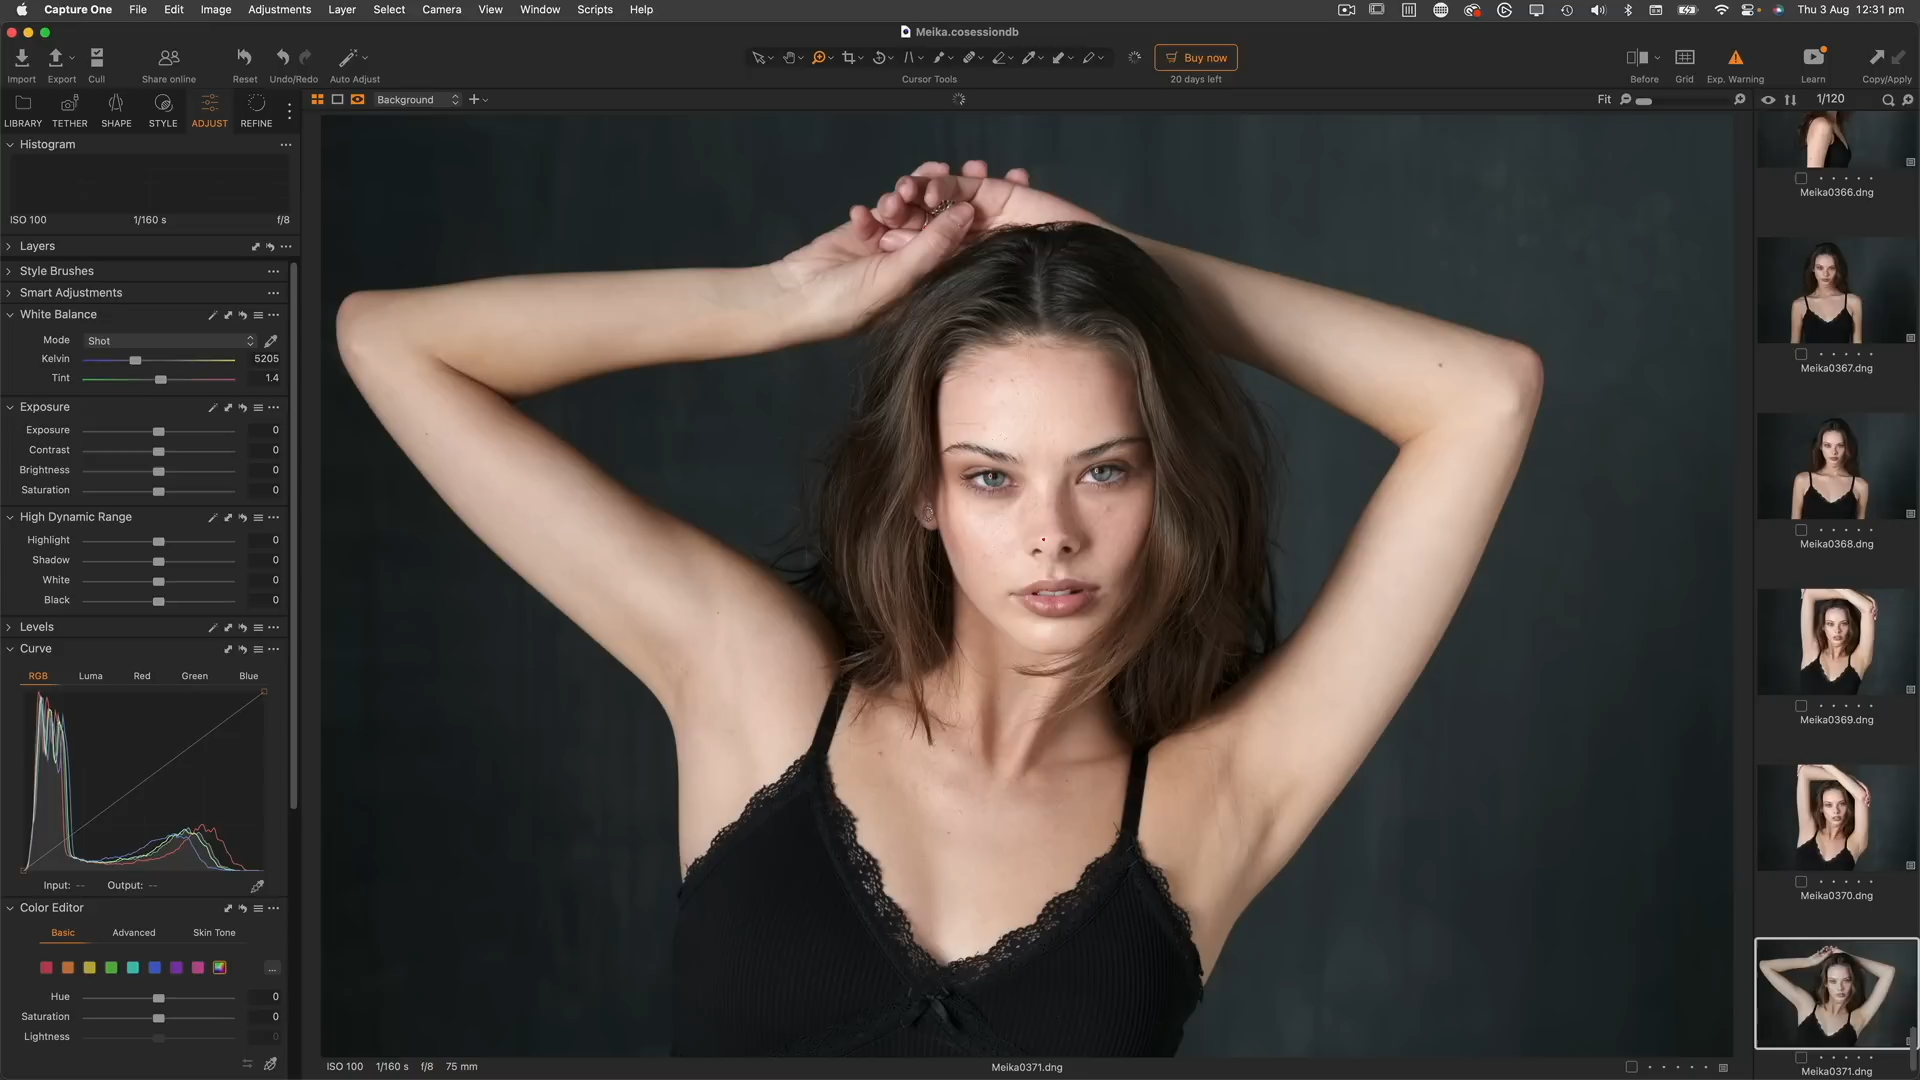 Capture One File Edit Image Adjustments Layer Select Camera View Window Scripts Help Thu 3 Aug 12:31 pm
Meika.cosessiondb
Import Export Cull Share online Reset Undo/Redo Auto Adjust Cursor Tools Buy now Before Grid Exp. Warning Learn Copy/Apply
20 days left
LIBRARY TETHER SHAPE STYLE ADJUST REFINE
Background
Fit
1/120
Histogram
ISO 100 1/160 s f/8
Layers
Style Brushes
Smart Adjustments
White Balance
Mode Shot
Kelvin 5205
Tint 1.4
Exposure
Exposure 0
Contrast 0
Brightness 0
Saturation 0
High Dynamic Range
Highlight 0
Shadow 0
White 0
Black 0
Levels
Curve
RGB Luma Red Green Blue
Input: -- Output: --
Color Editor
Basic Advanced Skin Tone
...
Hue 0
Saturation 0
Lightness 0
ISO 100 1/160 s f/8 75 mm
Meika0371.dng
Meika0366.dng
Meika0367.dng
Meika0368.dng
Meika0369.dng
Meika0370.dng
Meika0371.dng